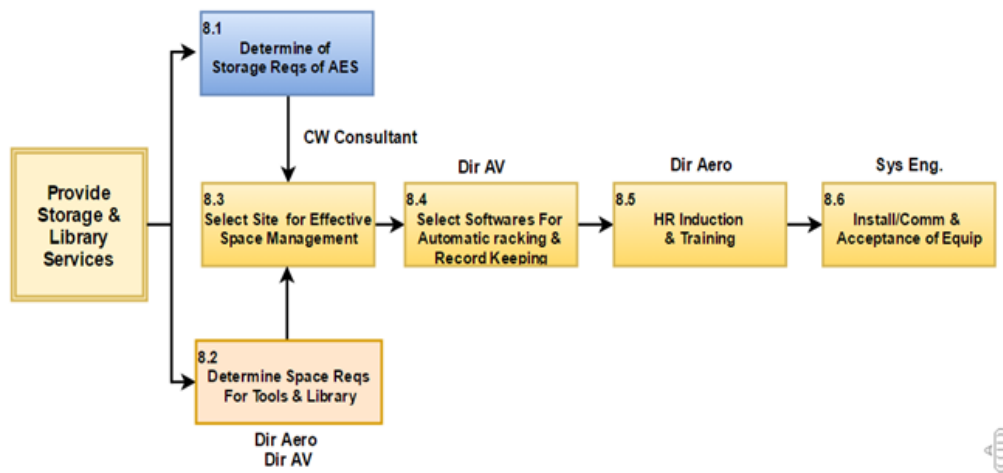 8.1
Determine of
Storage Reqs of AES
CW Consultant
Provide
Storage &
Library
Services
8.3
Select Site for Effective
Space Management
Dir AV
8.4
Select Softwares For
Automatic racking &
Record Keeping
Dir Aero
8.5
HR Induction
& Training
Sys Eng.
8.6
Install/Comm &
Acceptance of Equip
8.2
Determine Space Reqs
For Tools & Library
Dir Aero
Dir AV